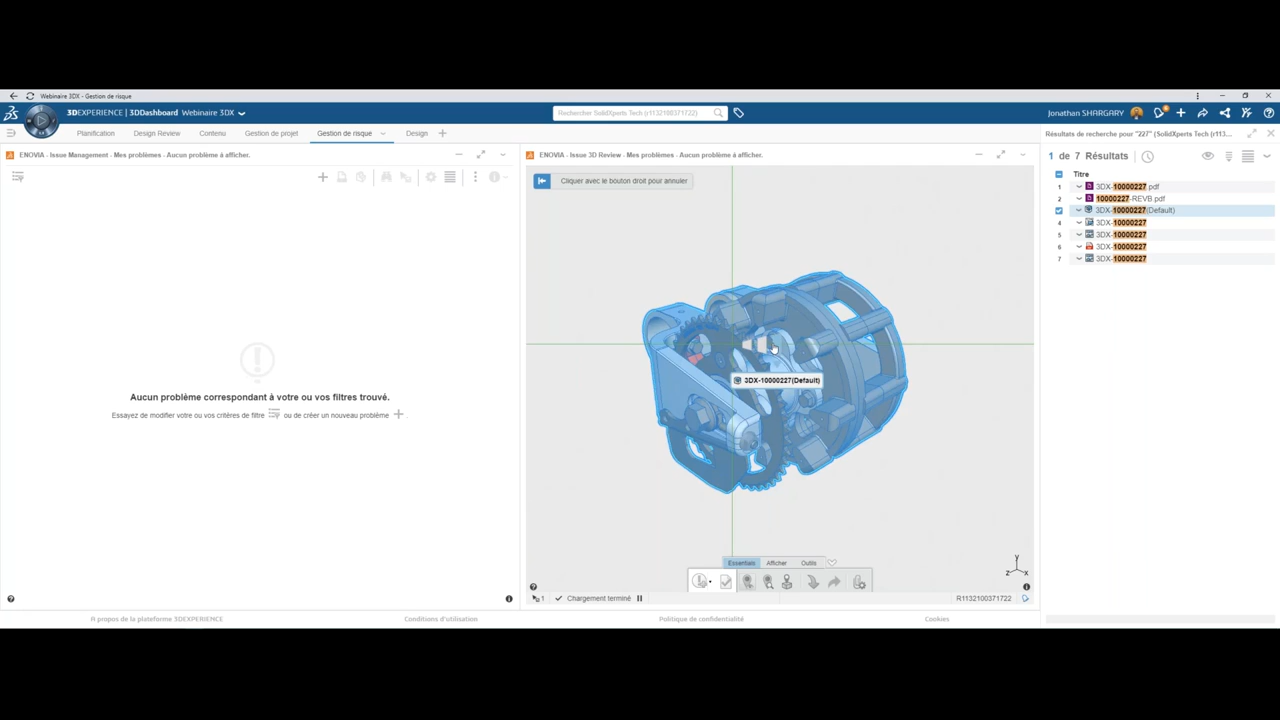 Webinaire 3DX - Gestion de risque
3DEXPERIENCE | 3DDashboard Webinaire 3DX
Rechercher SolidXperts Tech (r1132100371722)
Jonathan SHARGARY
Planification
Design Review
Contenu
Gestion de projet
Gestion de risque
Design
Résultats de recherche pour "227" (SolidXperts Tech (r113...
ENOVIA - Issue Management - Mes problèmes - Aucun problème à afficher.
ENOVIA - Issue 3D Review - Mes problèmes - Aucun problème à afficher.
1 de 7 Résultats
Cliquer avec le bouton droit pour annuler
Titre
1 3DX-10000227.pdf
2 10000227-REVB.pdf
3DX-10000227(Default)
4 3DX-10000227
5 3DX-10000227
6 3DX-10000227
7 3DX-10000227
3DX-10000227(Default)
Aucun problème correspondant à votre ou vos filtres trouvé.
Essayez de modifier votre ou vos critères de filtre ou de créer un nouveau problème .
Essentials
Afficher
Outils
y
z
x
1
Chargement terminé
R1132100371722
A propos de la plateforme 3DEXPERIENCE
Conditions d'utilisation
Politique de confidentialité
Cookies